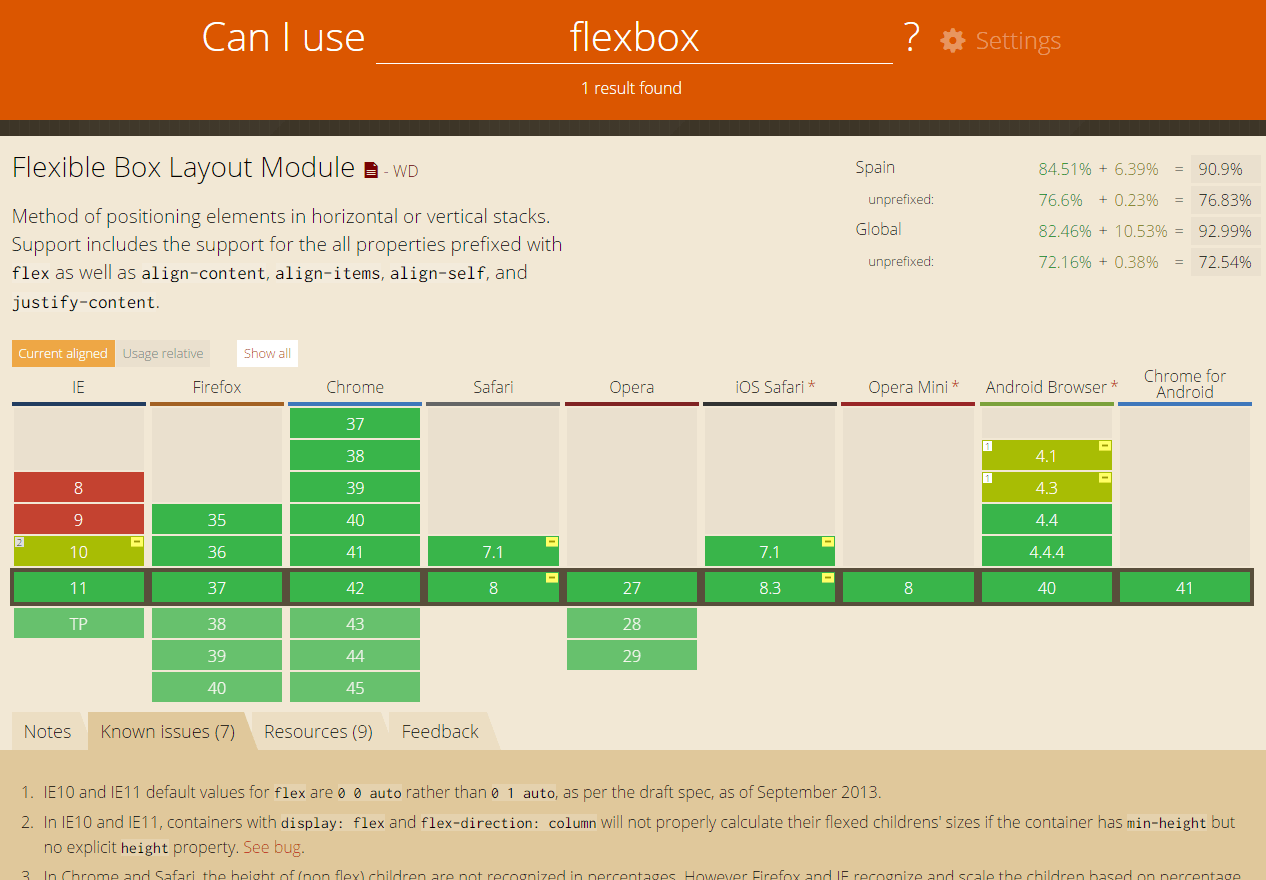 Can I use flexbox ? Settings
1 result found
Flexible Box Layout Module - WD
Method of positioning elements in horizontal or vertical stacks.
Support includes the support for the all properties prefixed with
flex as well as align-content, align-items, align-self, and
justify-content.
Spain 84.51% + 6.39% = 90.9%
unprefixed: 76.6% + 0.23% = 76.83%
Global 82.46% + 10.53% = 92.99%
unprefixed: 72.16% + 0.38% = 72.54%
Current aligned Usage relative Show all
IE Firefox Chrome Safari Opera iOS Safari * Opera Mini * Android Browser * Chrome for
Android
37
38 1 4.1
8 39 1 4.3
9 35 40 4.4
2 10 36 41 7.1 7.1 4.4.4
11 37 42 8 27 8.3 8 40 41
TP 38 43 28
39 44 29
40 45
Notes Known issues (7) Resources (9) Feedback
1. IE10 and IE11 default values for flex are 0 0 auto rather than 0 1 auto, as per the draft spec, as of September 2013.
2. In IE10 and IE11, containers with display: flex and flex-direction: column will not properly calculate their flexed childrens' sizes if the container has min-height but
no explicit height property. See bug.
3. In Chrome and Safari, the height of (non flex) children are not recognized in percentages. However Firefox and IE recognize and scale the children based on percentage